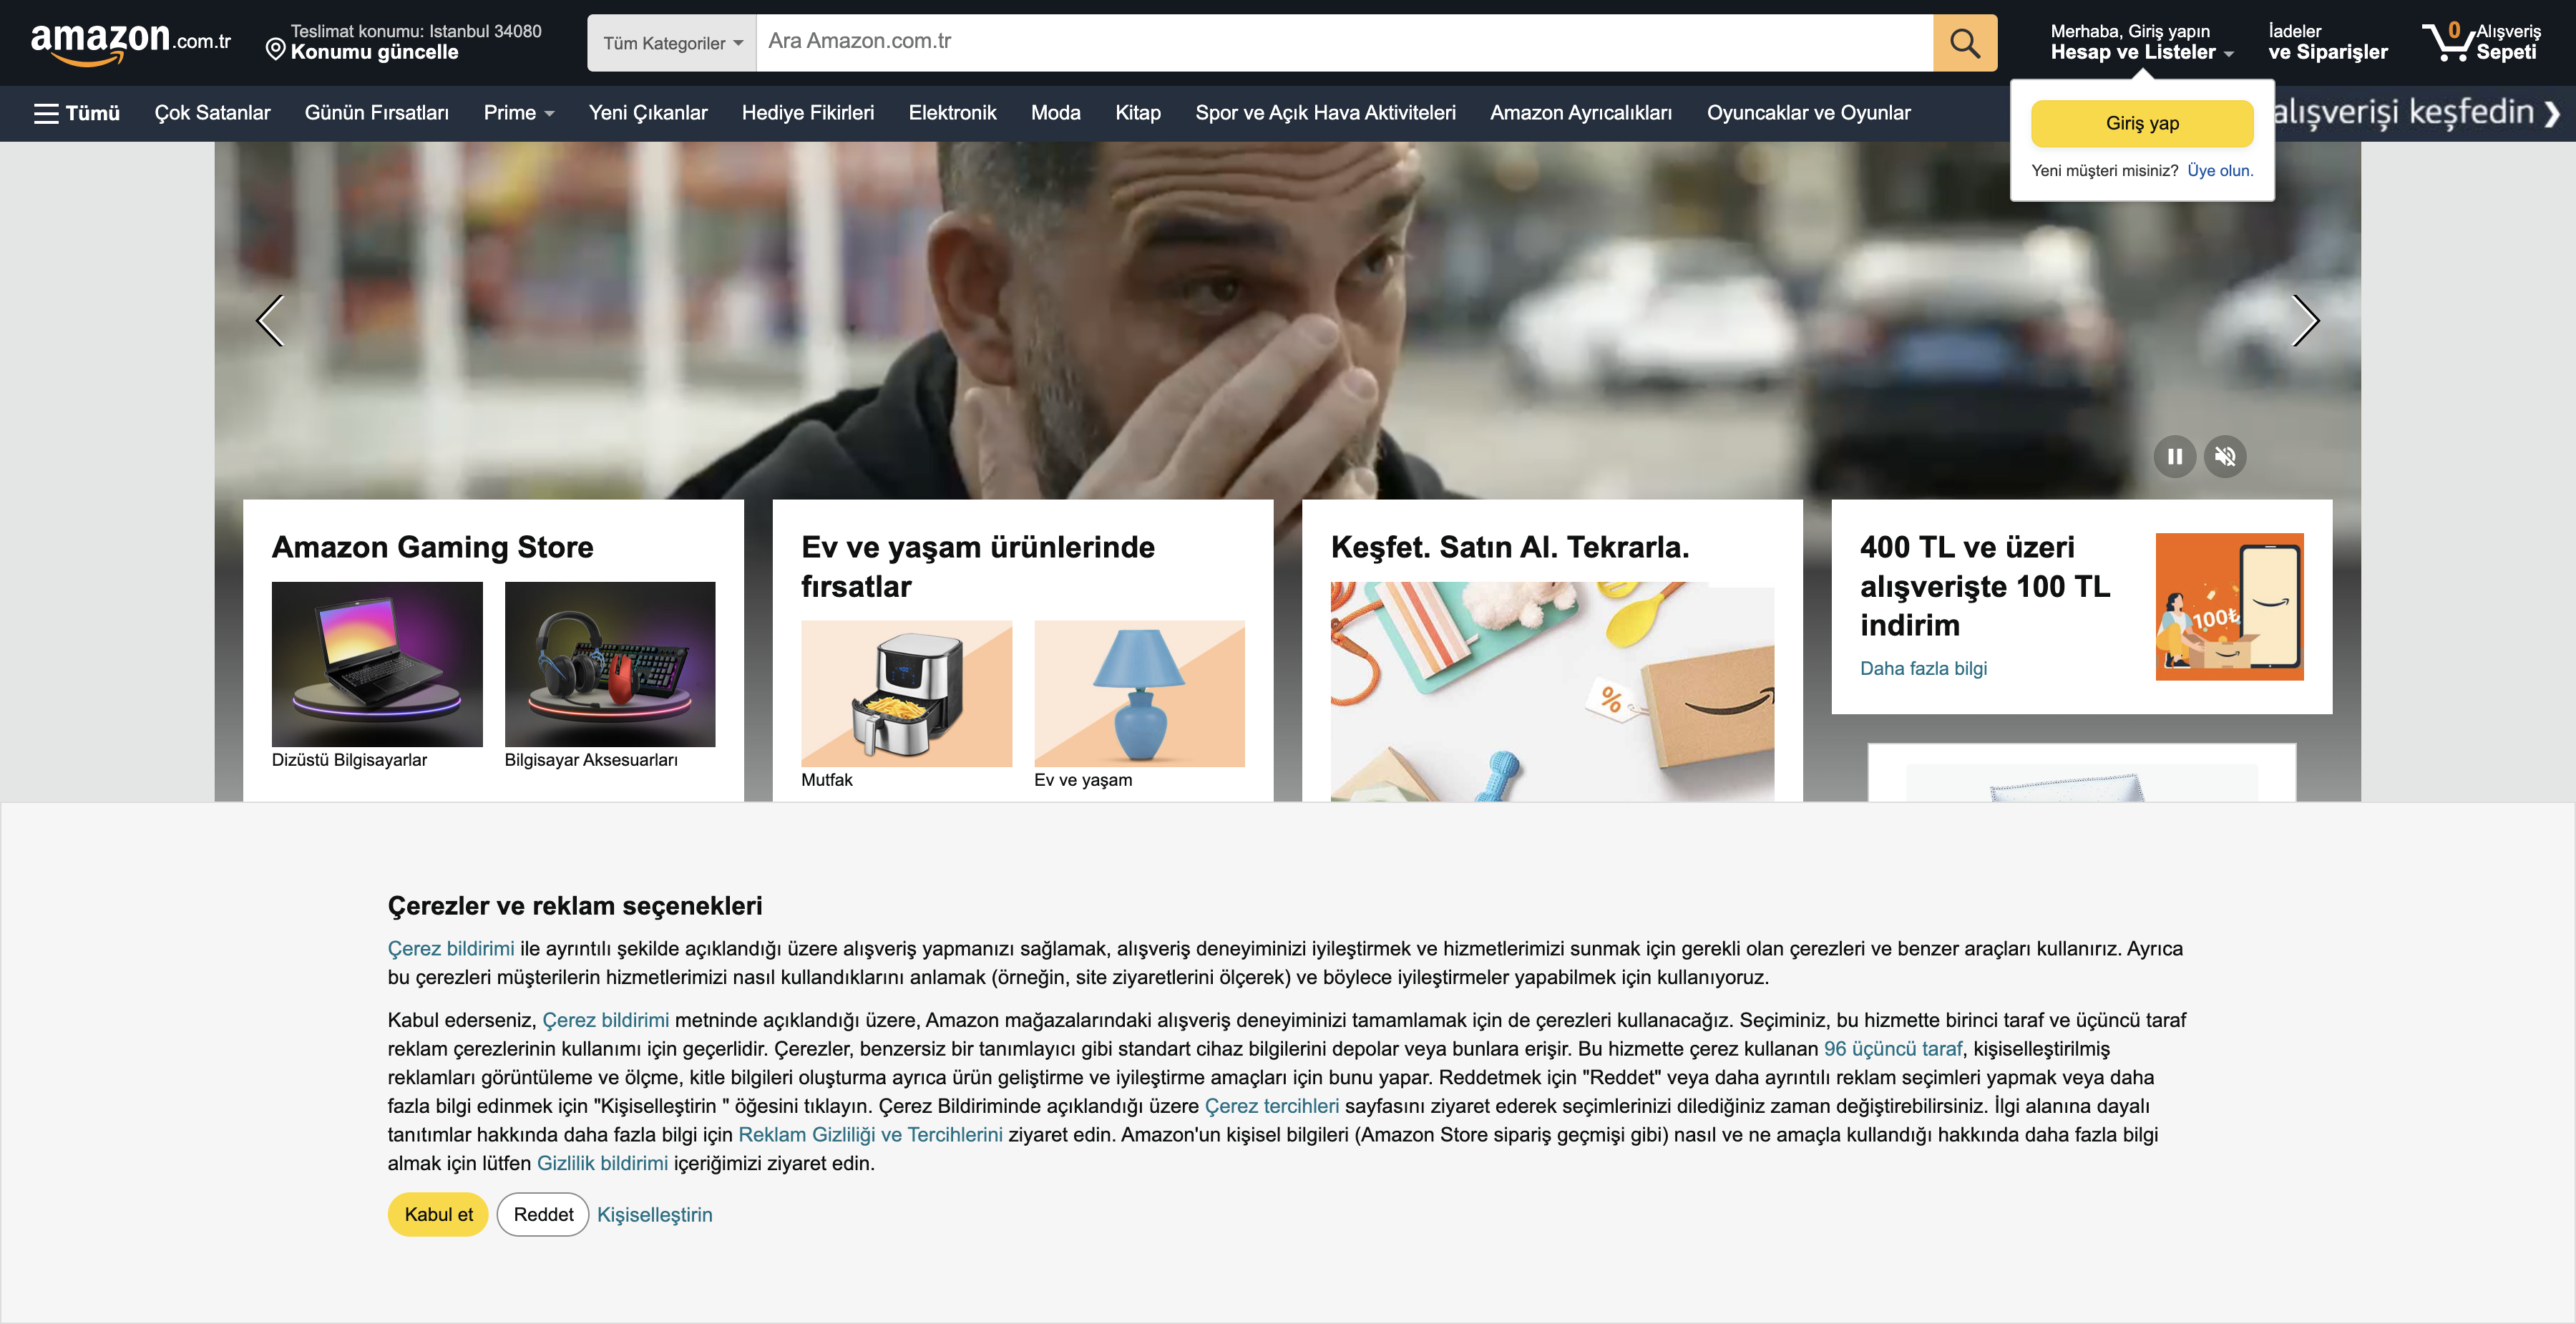 amazon.com.tr
Teslimat konumu: Istanbul 34080
Konumu güncelle
Tüm Kategoriler
Ara Amazon.com.tr
Merhaba, Giriş yapın
Hesap ve Listeler
İadeler
ve Siparişler
0
Alışveriş
Sepeti
Tümü
Çok Satanlar
Günün Fırsatları
Prime
Yeni Çıkanlar
Hediye Fikirleri
Elektronik
Moda
Kitap
Spor ve Açık Hava Aktiviteleri
Amazon Ayrıcalıkları
Oyuncaklar ve Oyunlar
alışverişi keşfedin
Giriş yap
Yeni müşteri misiniz? Üye olun.
Amazon Gaming Store
Dizüstü Bilgisayarlar
Bilgisayar Aksesuarları
Ev ve yaşam ürünlerinde
fırsatlar
Mutfak
Ev ve yaşam
Keşfet. Satın Al. Tekrarla.
%
400 TL ve üzeri
alışverişte 100 TL
indirim
Daha fazla bilgi
100₺
Çerezler ve reklam seçenekleri
Çerez bildirimi ile ayrıntılı şekilde açıklandığı üzere alışveriş yapmanızı sağlamak, alışveriş deneyiminizi iyileştirmek ve hizmetlerimizi sunmak için gerekli olan çerezleri ve benzer araçları kullanırız. Ayrıca
bu çerezleri müşterilerin hizmetlerimizi nasıl kullandıklarını anlamak (örneğin, site ziyaretlerini ölçerek) ve böylece iyileştirmeler yapabilmek için kullanıyoruz.
Kabul ederseniz, Çerez bildirimi metninde açıklandığı üzere, Amazon mağazalarındaki alışveriş deneyiminizi tamamlamak için de çerezleri kullanacağız. Seçiminiz, bu hizmette birinci taraf ve üçüncü taraf
reklam çerezlerinin kullanımı için geçerlidir. Çerezler, benzersiz bir tanımlayıcı gibi standart cihaz bilgilerini depolar veya bunlara erişir. Bu hizmette çerez kullanan 96 üçüncü taraf, kişiselleştirilmiş
reklamları görüntüleme ve ölçme, kitle bilgileri oluşturma ayrıca ürün geliştirme ve iyileştirme amaçları için bunu yapar. Reddetmek için "Reddet" veya daha ayrıntılı reklam seçimleri yapmak veya daha
fazla bilgi edinmek için "Kişiselleştirin " öğesini tıklayın. Çerez Bildiriminde açıklandığı üzere Çerez tercihleri sayfasını ziyaret ederek seçimlerinizi dilediğiniz zaman değiştirebilirsiniz. İlgi alanına dayalı
tanıtımlar hakkında daha fazla bilgi için Reklam Gizliliği ve Tercihlerini ziyaret edin. Amazon'un kişisel bilgileri (Amazon Store sipariş geçmişi gibi) nasıl ve ne amaçla kullandığı hakkında daha fazla bilgi
almak için lütfen Gizlilik bildirimi içeriğimizi ziyaret edin.
Kabul et
Reddet
Kişiselleştirin